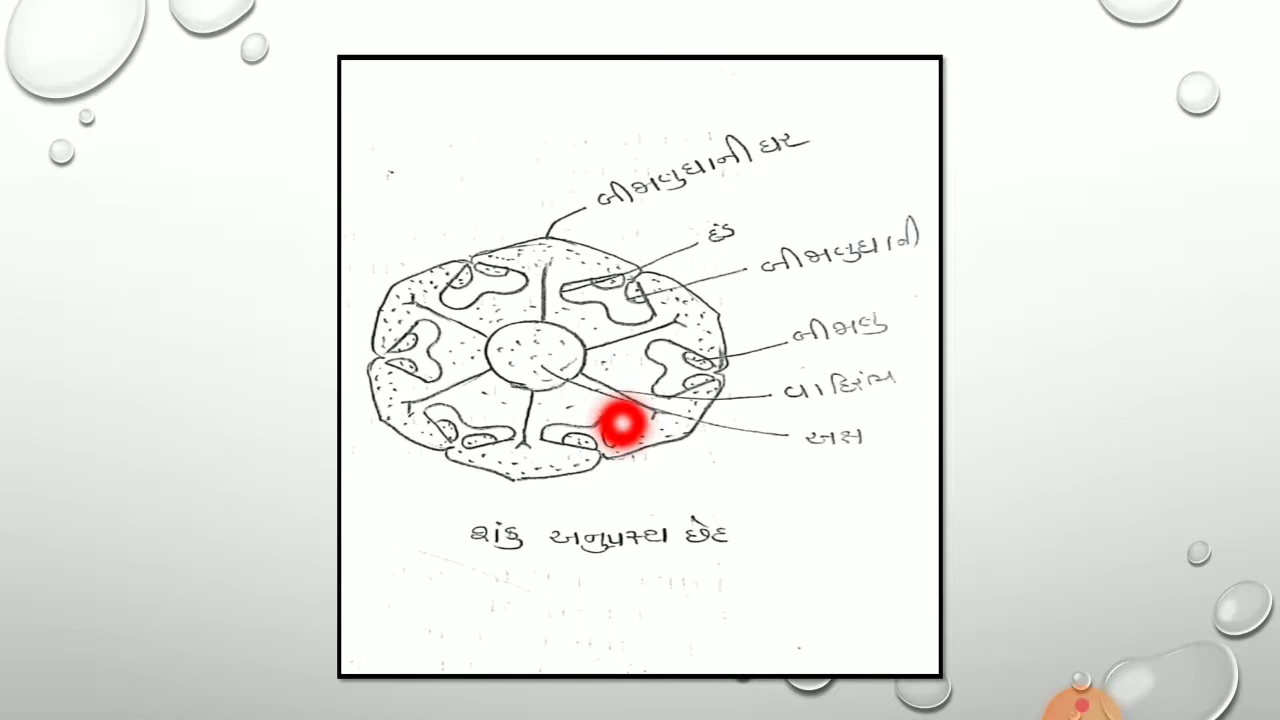 બીજાણુધાની ધર
દંડ
બીજાણુધાની
બીજાણુ
વાહિરંભ
અક્ષ
શંકુ અનુપ્રસ્થ છેદ